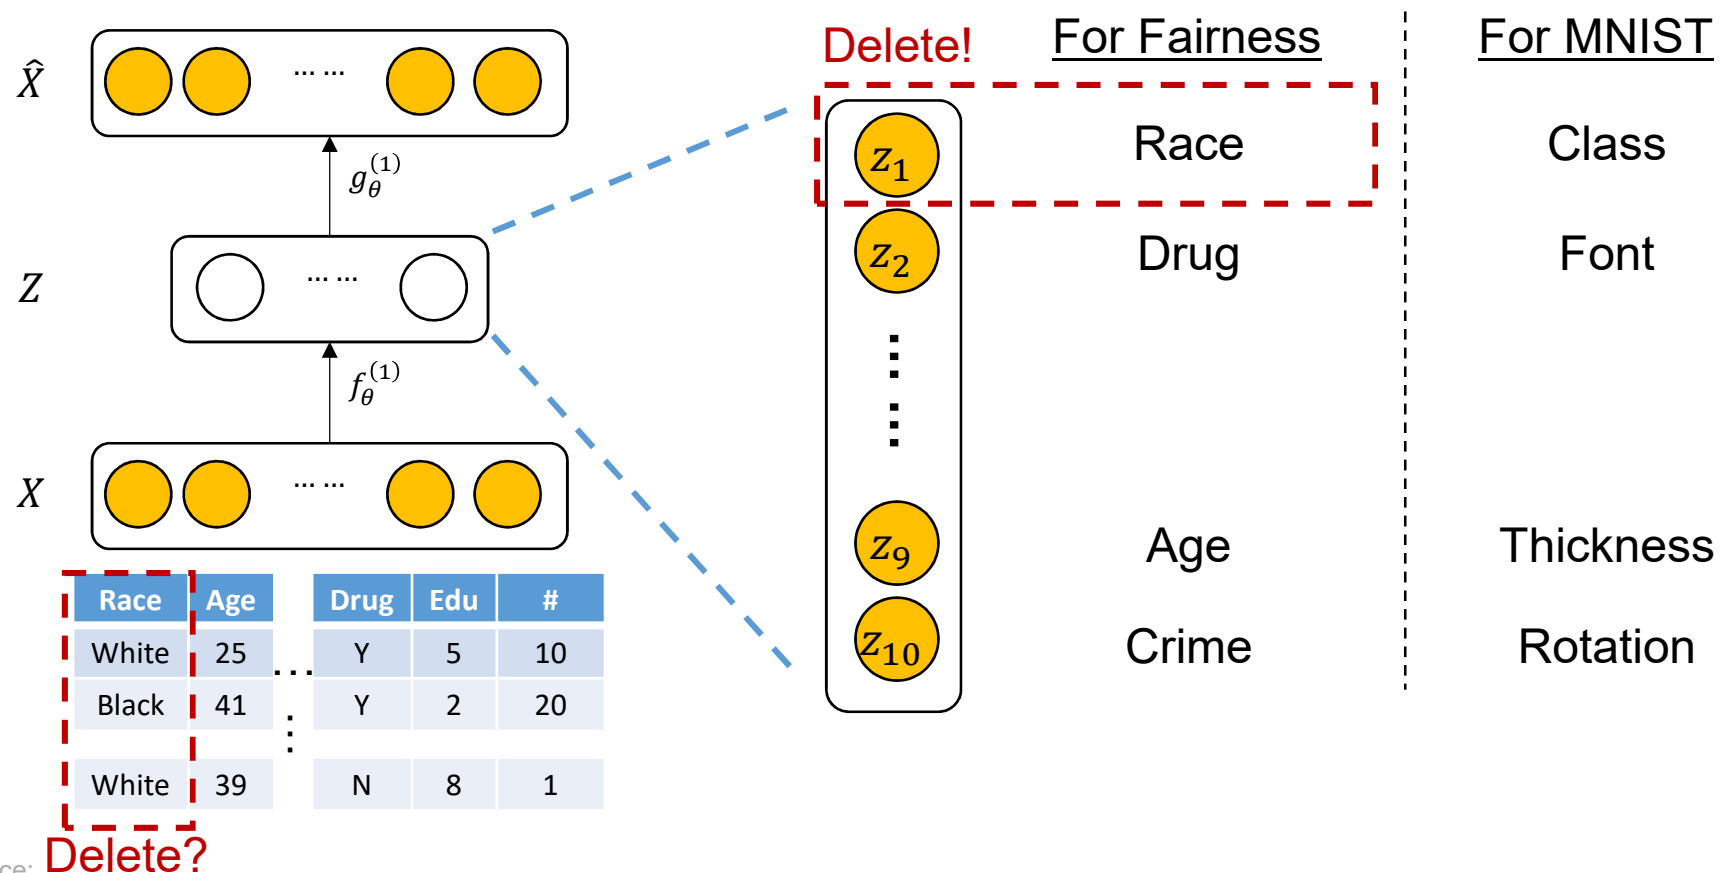 X̂
... ...
g_θ^(1)
Z
... ...
f_θ^(1)
X
... ...
Race Age Drug Edu #
White 25 ... Y 5 10
Black 41 Y 2 20
White 39 N 8 1
Delete?
Delete! For Fairness For MNIST
z₁ Race Class
z₂ Drug Font
z₉ Age Thickness
z₁₀ Crime Rotation